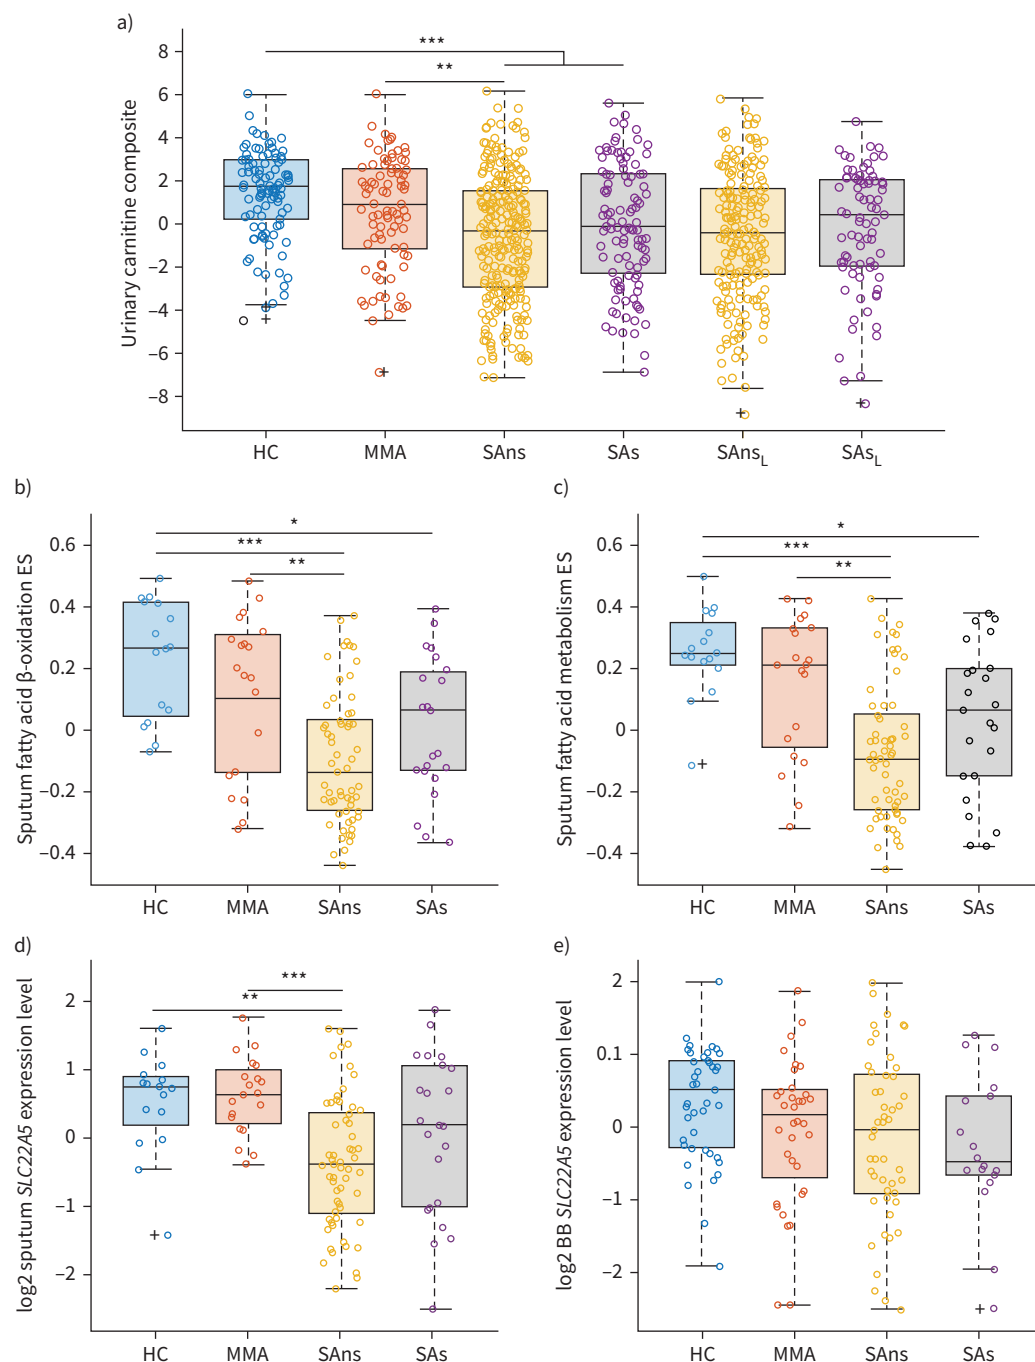 a)
***
**
8
6
4
2
0
−2
−4
−6
−8
Urinary carnitine composite
HC MMA SAns SAs SAnsL SAsL
b)
*
***
**
0.6
0.4
0.2
0
−0.2
−0.4
Sputum fatty acid β-oxidation ES
HC MMA SAns SAs
c)
*
***
**
0.6
0.4
0.2
0
−0.2
−0.4
Sputum fatty acid metabolism ES
HC MMA SAns SAs
d)
***
**
2
1
0
−1
−2
log2 sputum SLC22A5 expression level
HC MMA SAns SAs
e)
2
0.1
0
−1
−2
log2 BB SLC22A5 expression level
HC MMA SAns SAs